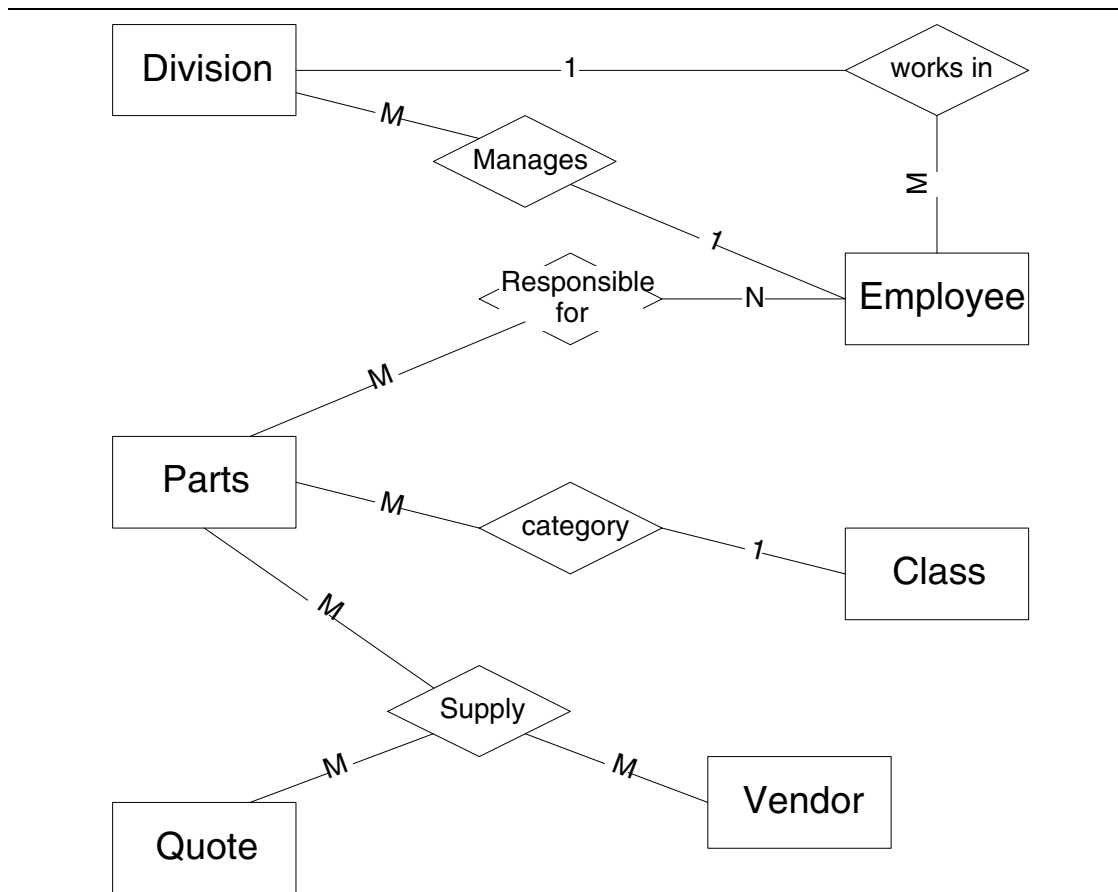 Division
1
works in
M
Manages
M
1
Responsible
for
N
Employee
M
Parts
M
category
1
Class
M
Supply
M
M
Vendor
Quote